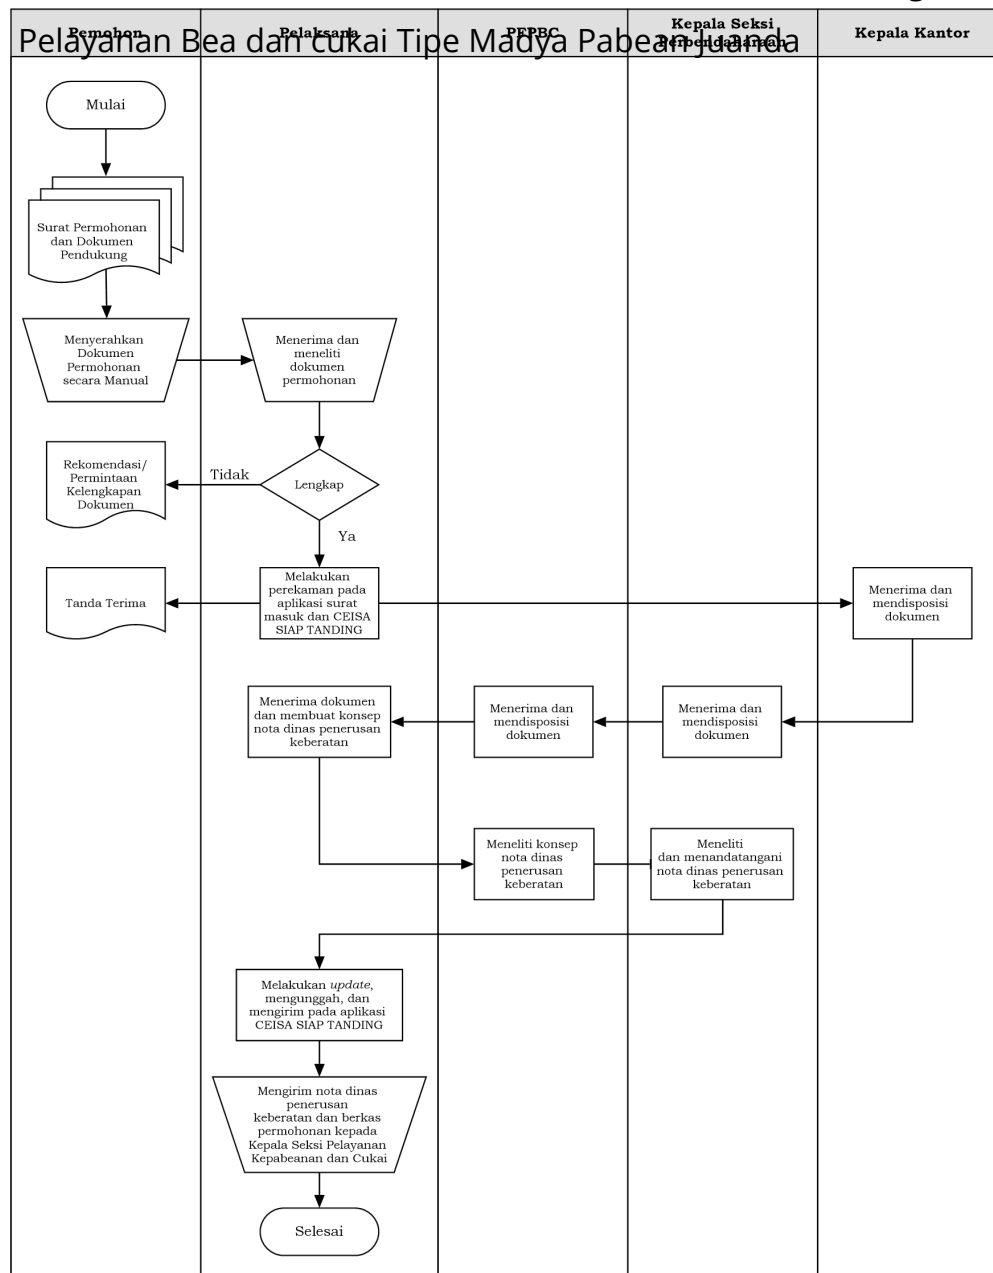 Pemohon
Pelaksana
PFPBC
Kepala Seksi
Perbendaharaan
Kepala Kantor
Pelayanan Bea dan cukai Tipe Madya Pabean Juanda
Mulai
Surat Permohonan
dan Dokumen
Pendukung
Menyerahkan
Dokumen
Permohonan
secara Manual
Menerima dan
meneliti
dokumen
permohonan
Rekomendasi/
Permintaan
Kelengkapan
Dokumen
Tidak
Lengkap
Ya
Tanda Terima
Melakukan
perekaman pada
aplikasi surat
masuk dan CEISA
SIAP TANDING
Menerima dan
mendisposisi
dokumen
Menerima dokumen
dan membuat konsep
nota dinas penerusan
keberatan
Menerima dan
mendisposisi
dokumen
Menerima dan
mendisposisi
dokumen
Meneliti konsep
nota dinas
penerusan
keberatan
Meneliti
dan menandatangani
nota dinas penerusan
keberatan
Melakukan update,
mengunggah, dan
mengirim pada aplikasi
CEISA SIAP TANDING
Mengirim nota dinas
penerusan
keberatan dan berkas
permohonan kepada
Kepala Seksi Pelayanan
Kepabeanan dan Cukai
Selesai